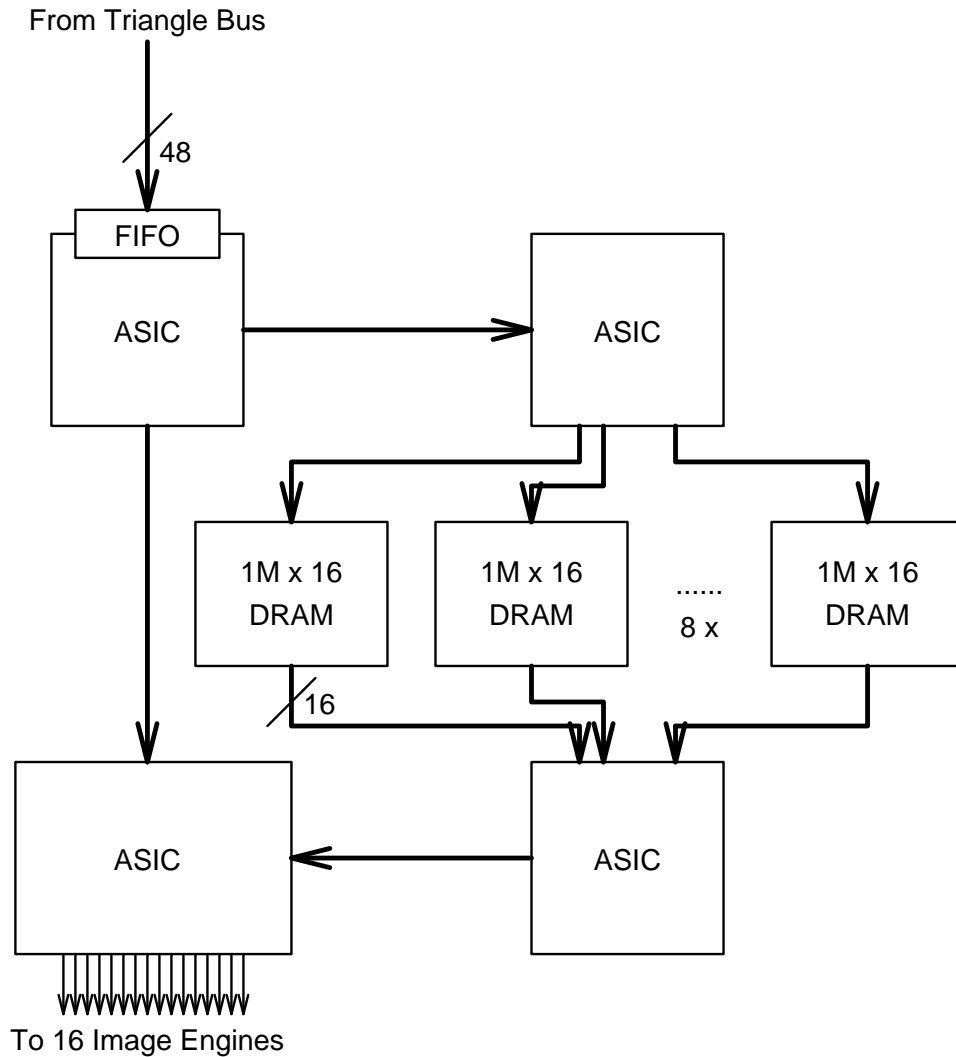 From Triangle Bus
48
FIFO
ASIC
ASIC
1M x 16
DRAM
1M x 16
DRAM
......
8 x
1M x 16
DRAM
16
ASIC
ASIC
To 16 Image Engines